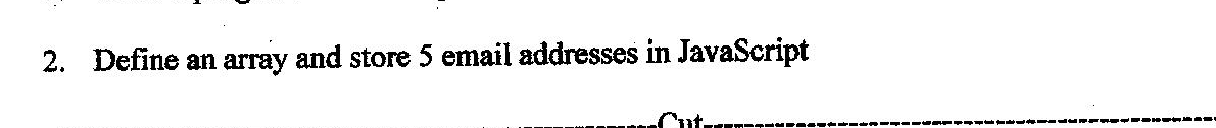 2. Define an array and store 5 email addresses in JavaScript
Cut